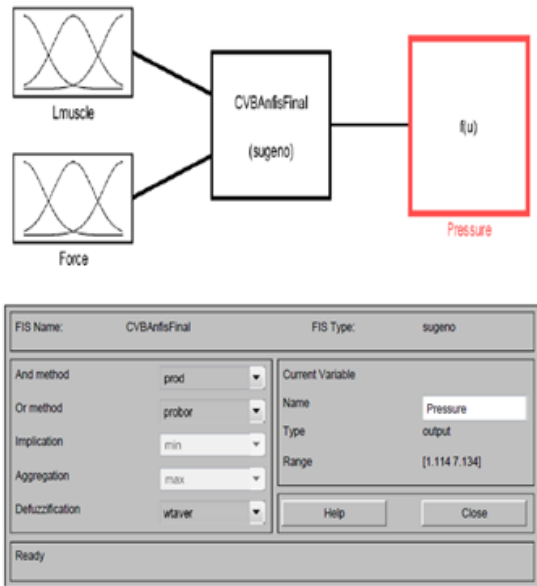 Lmuscle
Force
CVBAnfisFinal
(sugeno)
f(u)
Pressure
FIS Name: CVBAnfisFinal FIS Type: sugeno
And method prod
Or method probor
Implication min
Aggregation max
Defuzzification wtaver
Current Variable
Name Pressure
Type output
Range [1.114 7.134]
Help Close
Ready